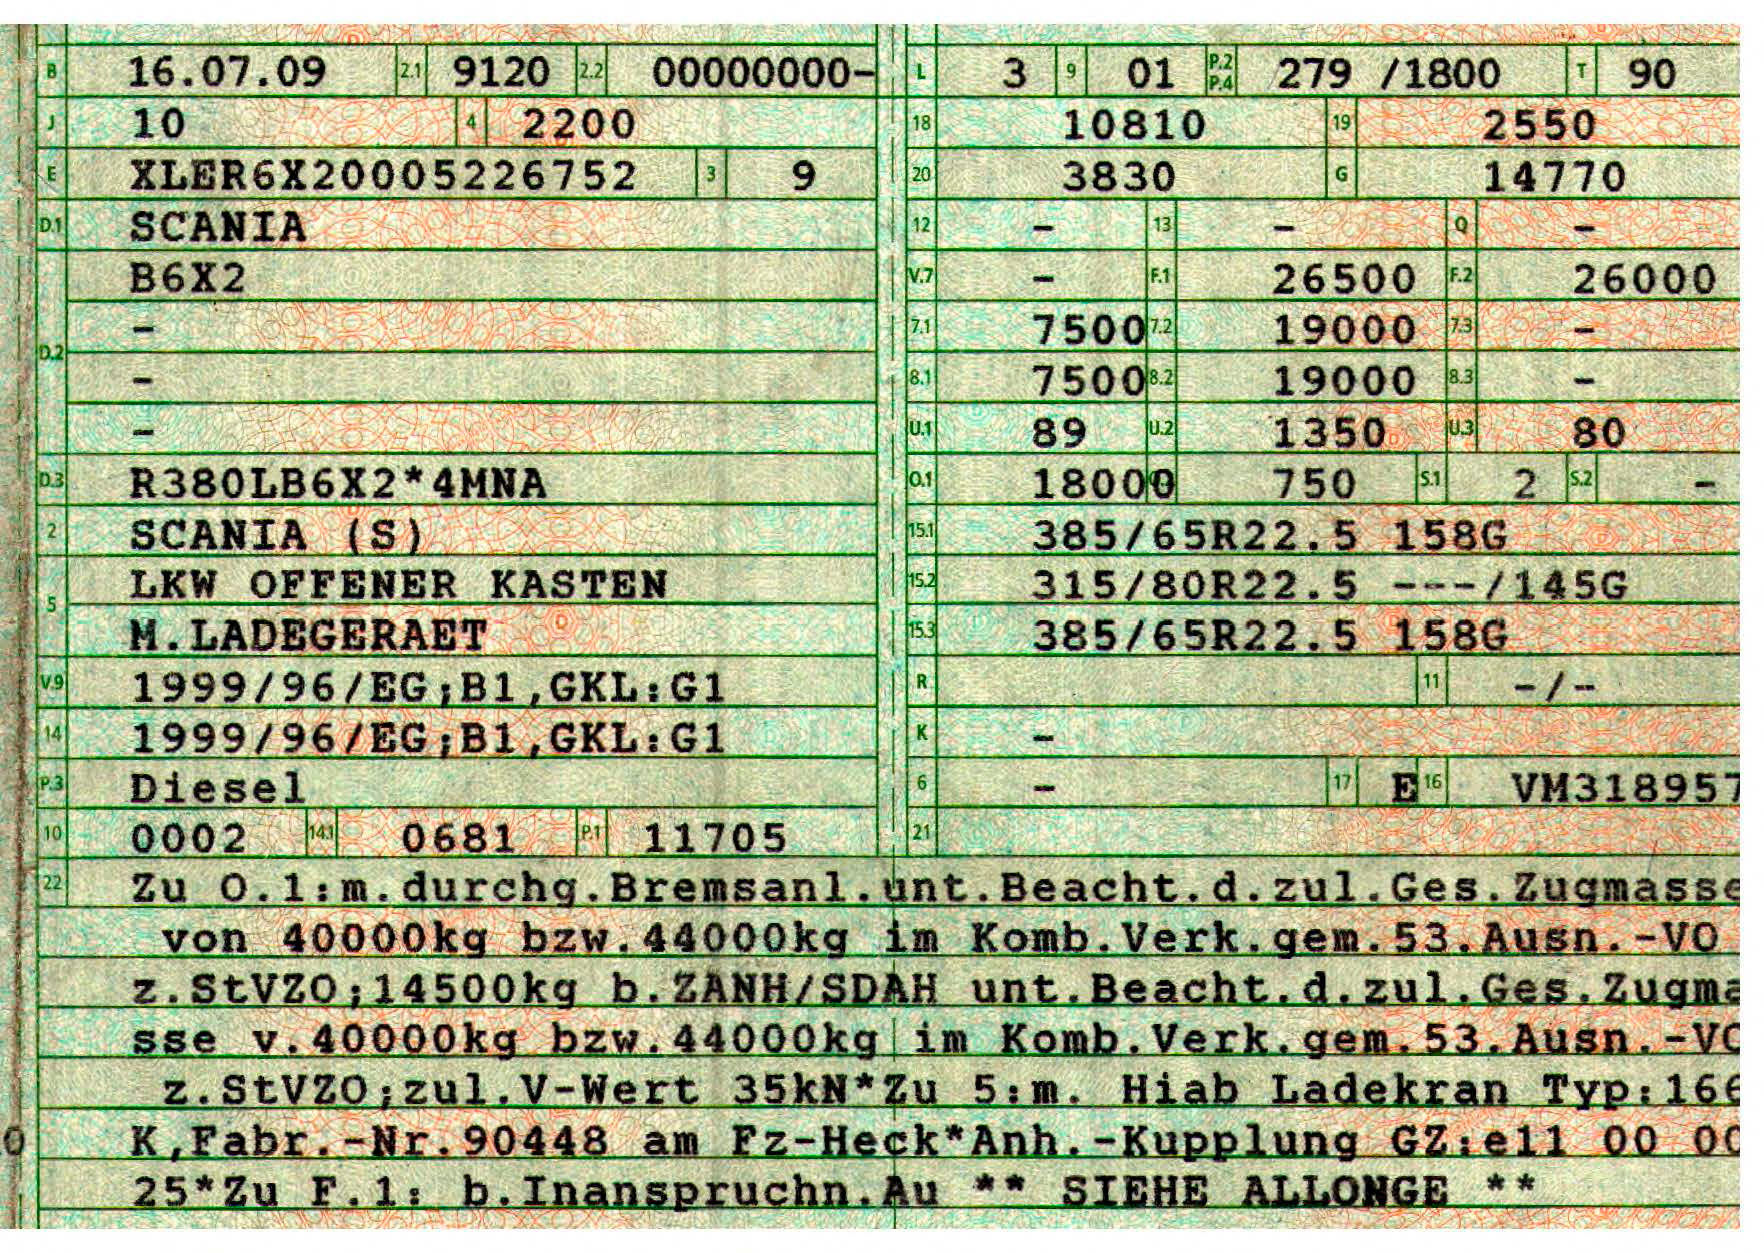 B 16.07.09 2.1 9120 2.2 00000000-
J 10 4 2200
E XLER6X20005226752 3 9
D.1 SCANIA
B6X2
-
D.2
-
-
D.3 R380LB6X2*4MNA
2 SCANIA (S)
LKW OFFENER KASTEN
5
M.LADEGERAET
V.9 1999/96/EG;B1,GKL:G1
14 1999/96/EG;B1,GKL:G1
P.3 Diesel
10 0002 14.1 0681 P.1 11705
L 3 9 01 P.2 P.4 279 /1800 T 90
18 10810 19 2550
20 3830 G 14770
12 - 13 - Q -
V.7 - F.1 26500 F.2 26000
7.1 7500 7.2 19000 7.3 -
8.1 7500 8.2 19000 8.3 -
U.1 89 U.2 1350 U.3 80
O.1 18000 750 S.1 2 S.2 -
15.1 385/65R22.5 158G
15.2 315/80R22.5 ---/145G
15.3 385/65R22.5 158G
R 11 -/-
K -
6 - 17 E 16 VM318957
21
22 Zu O.1:m.durchg.Bremsanl.unt.Beacht.d.zul.Ges.Zugmasse
von 40000kg bzw.44000kg im Komb.Verk.gem.53.Ausn.-VO
z.StVZO;14500kg b.ZANH/SDAH unt.Beacht.d.zul.Ges.Zugma
sse v.40000kg bzw.44000kg im Komb.Verk.gem.53.Ausn.-VO
z.StVZO;zul.V-Wert 35kN*Zu 5:m. Hiab Ladekran Typ:166
K,Fabr.-Nr.90448 am Fz-Heck*Anh.-Kupplung GZ:e11 00 00
25*Zu F.1: b.Inanspruchn.Au ** SIEHE ALLONGE **